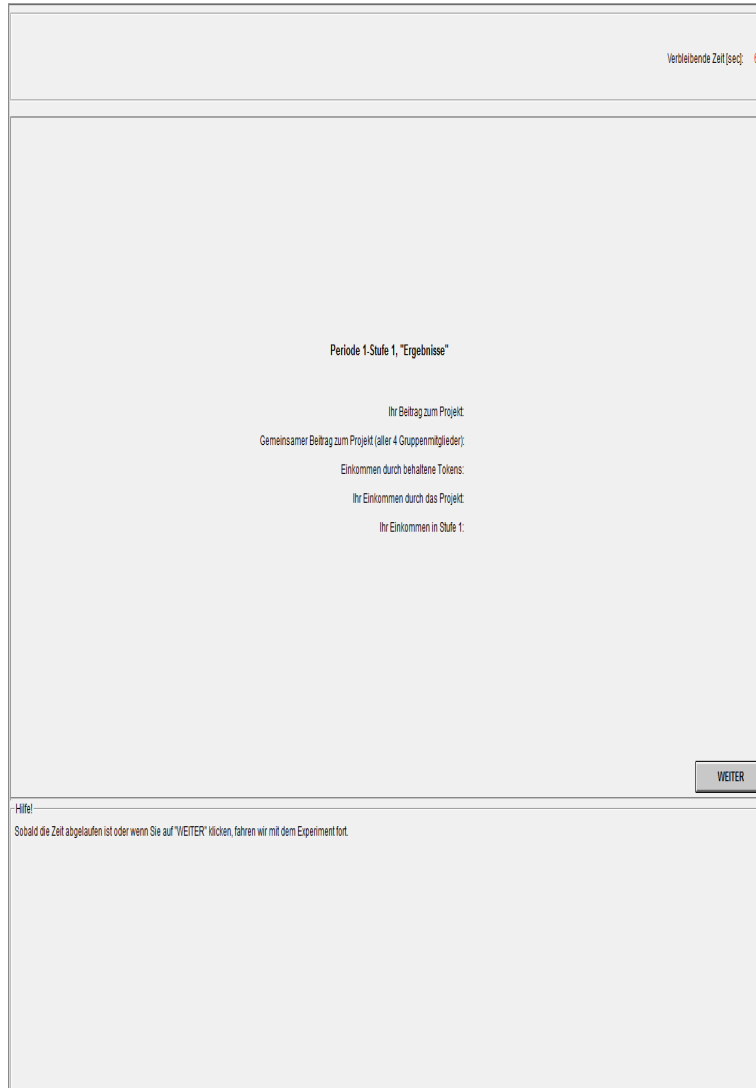 Verbleibende Zeit [sec]:
Periode 1-Stufe 1, "Ergebnisse"
Ihr Beitrag zum Projekt:
Gemeinsamer Beitrag zum Projekt (aller 4 Gruppenmitglieder):
Einkommen durch behaltene Tokens:
Ihr Einkommen durch das Projekt:
Ihr Einkommen in Stufe 1:
WEITER
Hilfe!
Sobald die Zeit abgelaufen ist oder wenn Sie auf "WEITER" klicken, fahren wir mit dem Experiment fort.